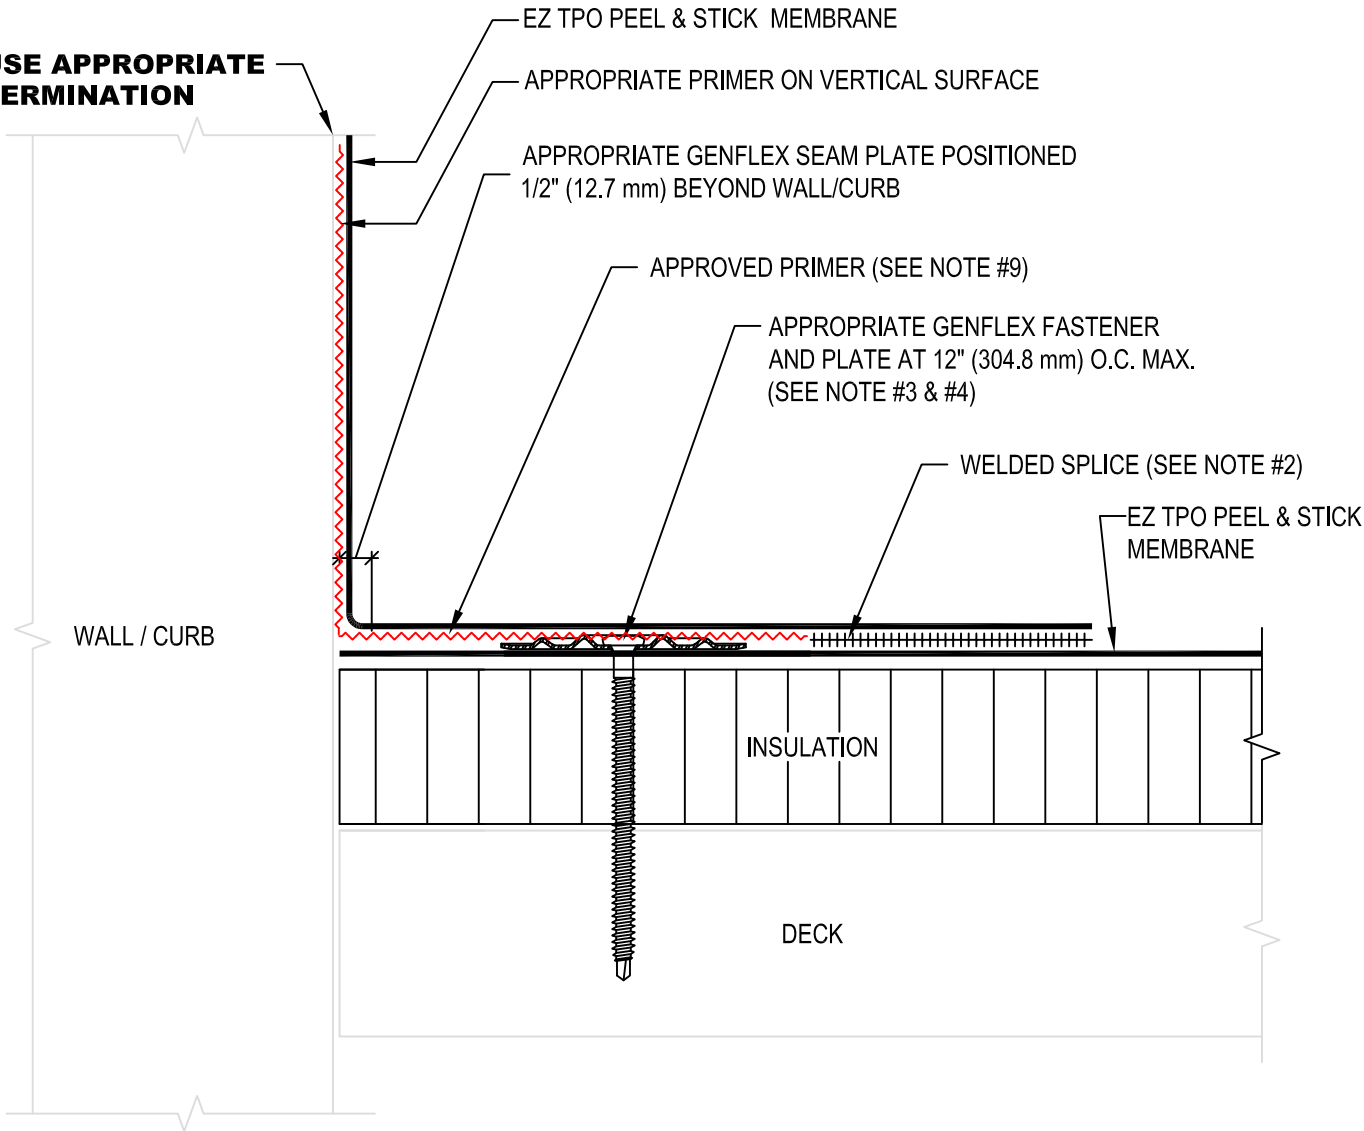 EZ TPO PEEL & STICK MEMBRANE
USE APPROPRIATE
TERMINATION
APPROPRIATE PRIMER ON VERTICAL SURFACE
APPROPRIATE GENFLEX SEAM PLATE POSITIONED
1/2" (12.7 mm) BEYOND WALL/CURB
APPROVED PRIMER (SEE NOTE #9)
APPROPRIATE GENFLEX FASTENER
AND PLATE AT 12" (304.8 mm) O.C. MAX.
(SEE NOTE #3 & #4)
WELDED SPLICE (SEE NOTE #2)
EZ TPO PEEL & STICK
MEMBRANE
WALL / CURB
INSULATION
DECK